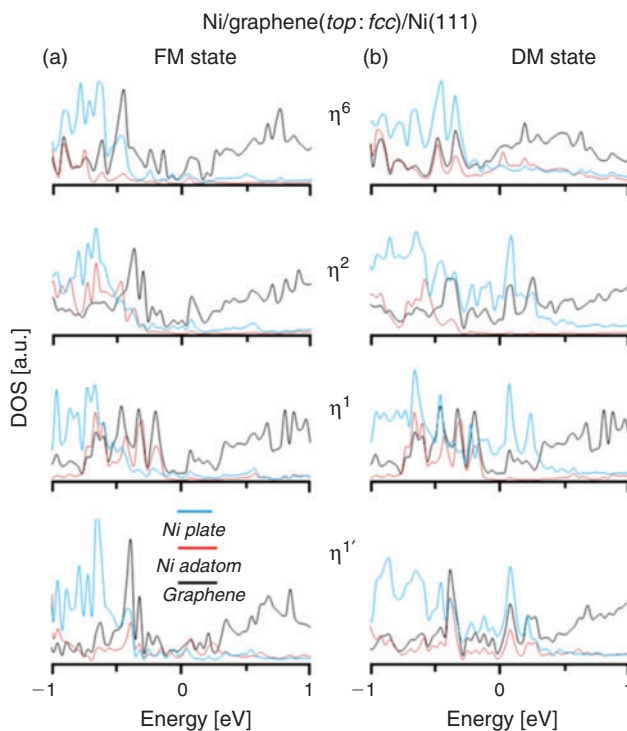 Ni/graphene(top:fcc)/Ni(111)
(a) FM state (b) DM state
η6
η2
η1
η1′
DOS [a.u.]
Ni plate
Ni adatom
Graphene
−1 0 1 −1 0 1
Energy [eV] Energy [eV]